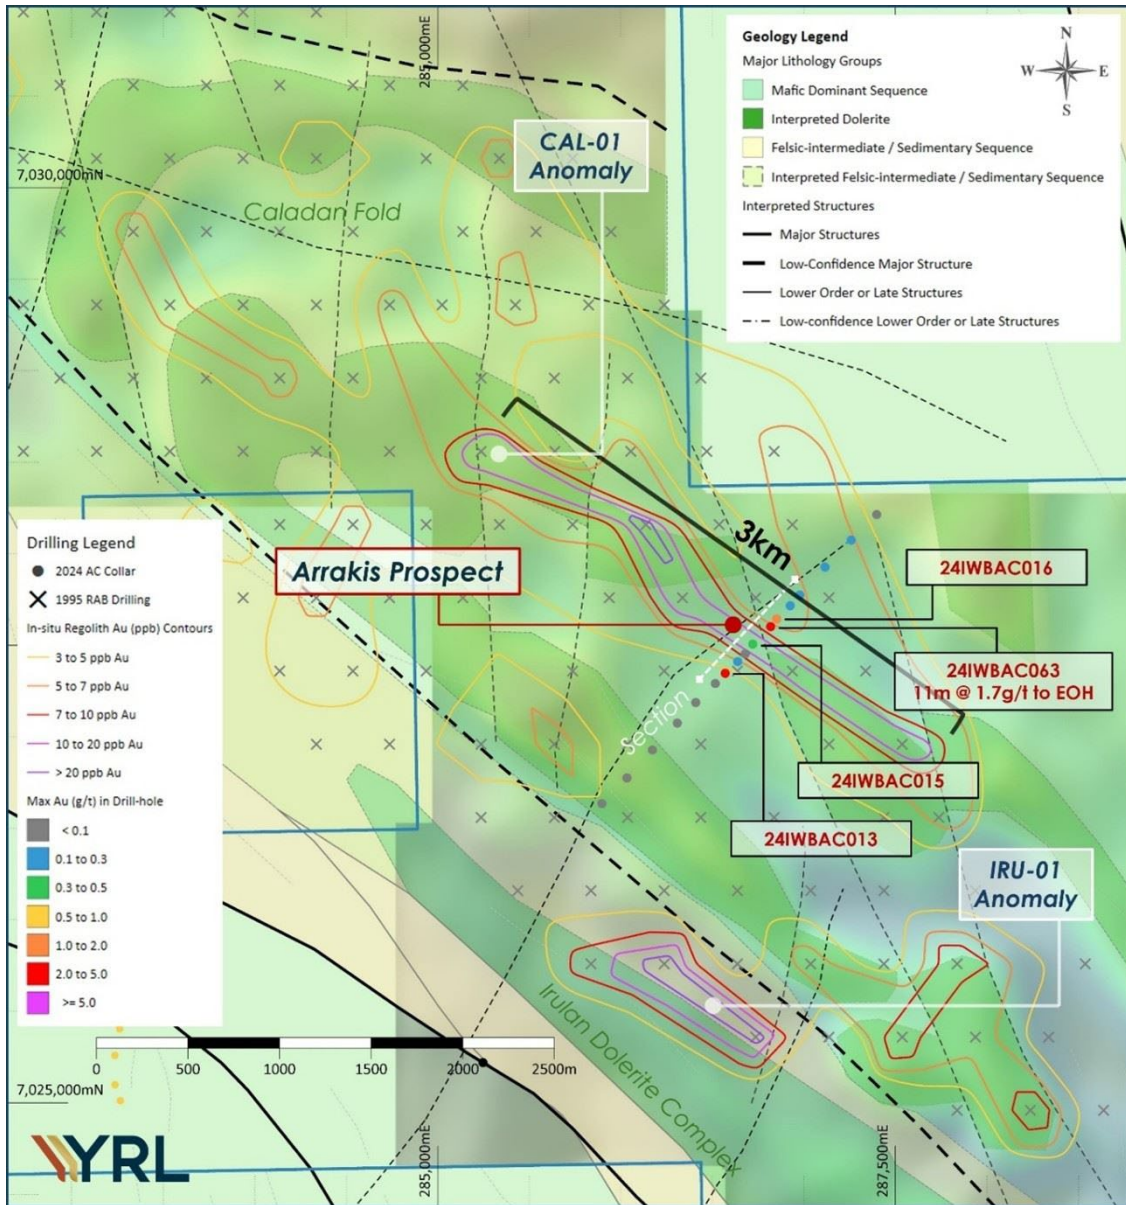 285,000mE
Geology Legend
Major Lithology Groups
Mafic Dominant Sequence
Interpreted Dolerite
Felsic-intermediate / Sedimentary Sequence
Interpreted Felsic-intermediate / Sedimentary Sequence
Interpreted Structures
Major Structures
Low-Confidence Major Structure
Lower Order or Late Structures
Low-confidence Lower Order or Late Structures
N
W
E
S
CAL-01
Anomaly
7,030,000mN
Caladan Fold
3km
Arrakis Prospect
24IWBAC016
24IWBAC063
11m @ 1.7g/t to EOH
Section
24IWBAC015
24IWBAC013
IRU-01
Anomaly
Drilling Legend
2024 AC Collar
1995 RAB Drilling
In-situ Regolith Au (ppb) Contours
3 to 5 ppb Au
5 to 7 ppb Au
7 to 10 ppb Au
10 to 20 ppb Au
> 20 ppb Au
Max Au (g/t) in Drill-hole
< 0.1
0.1 to 0.3
0.3 to 0.5
0.5 to 1.0
1.0 to 2.0
2.0 to 5.0
>= 5.0
Irulan Dolerite Complex
0
500
1000
1500
2000
2500m
7,025,000mN
YRL
285,000mE
287,500mE